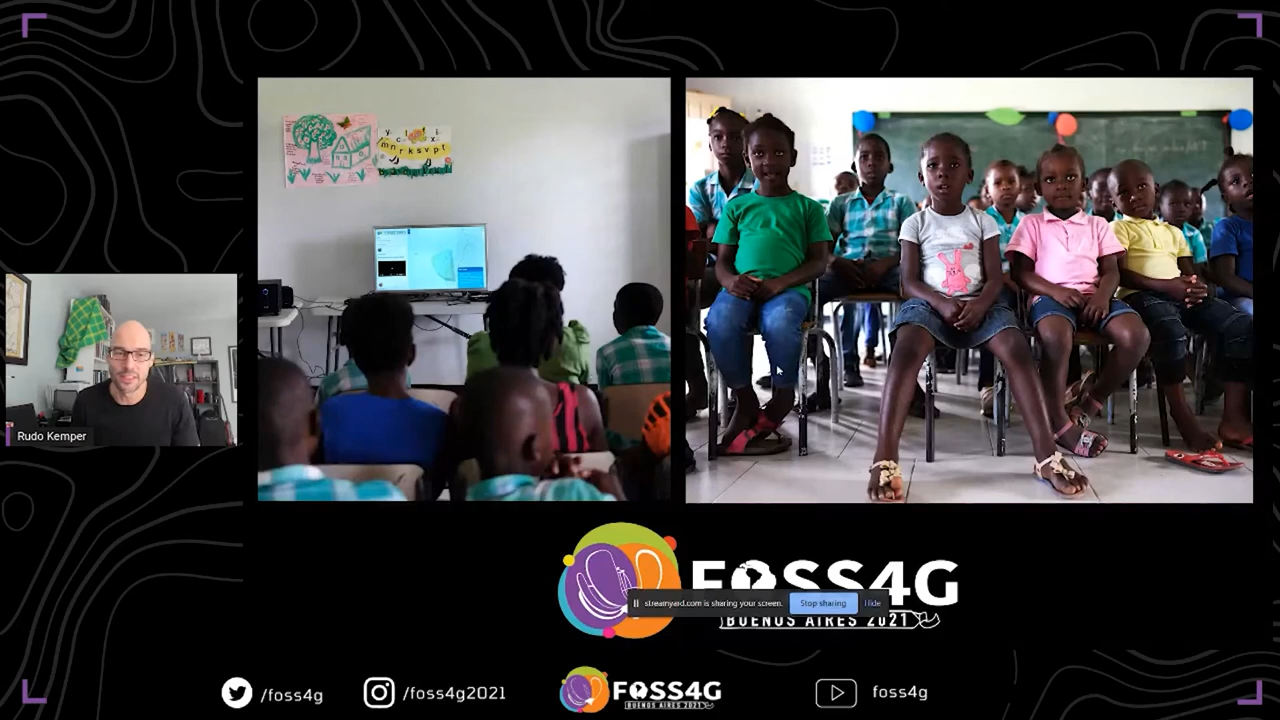 m n r k s v p t
Rudo Kemper
FOSS4G
streamyard.com is sharing your screen.
Stop sharing
Hide
BUENOS AIRES 2021
/foss4g
/foss4g2021
FOSS4G
BUENOS AIRES 2021
foss4g